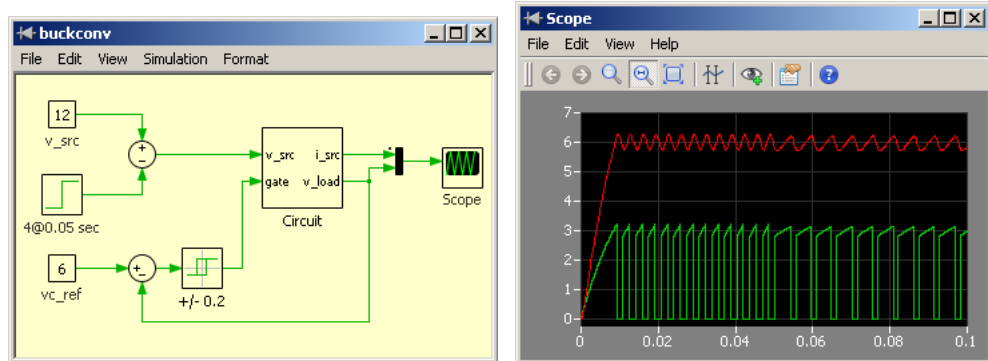 buckconv
File Edit View Simulation Format
12
v_src
+
-
4@0.05 sec
6
vc_ref
+-
+/- 0.2
v_src i_src
gate v_load
Circuit
Scope
Scope
File Edit View Help
7
6
5
4
3
2
1
0
0 0.02 0.04 0.06 0.08 0.1